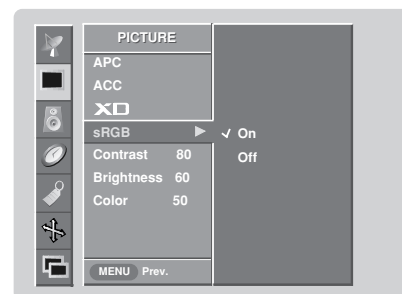 PICTURE
APC
ACC
XD
sRGB
On
Off
Contrast 80
Brightness 60
Color 50
MENU Prev.